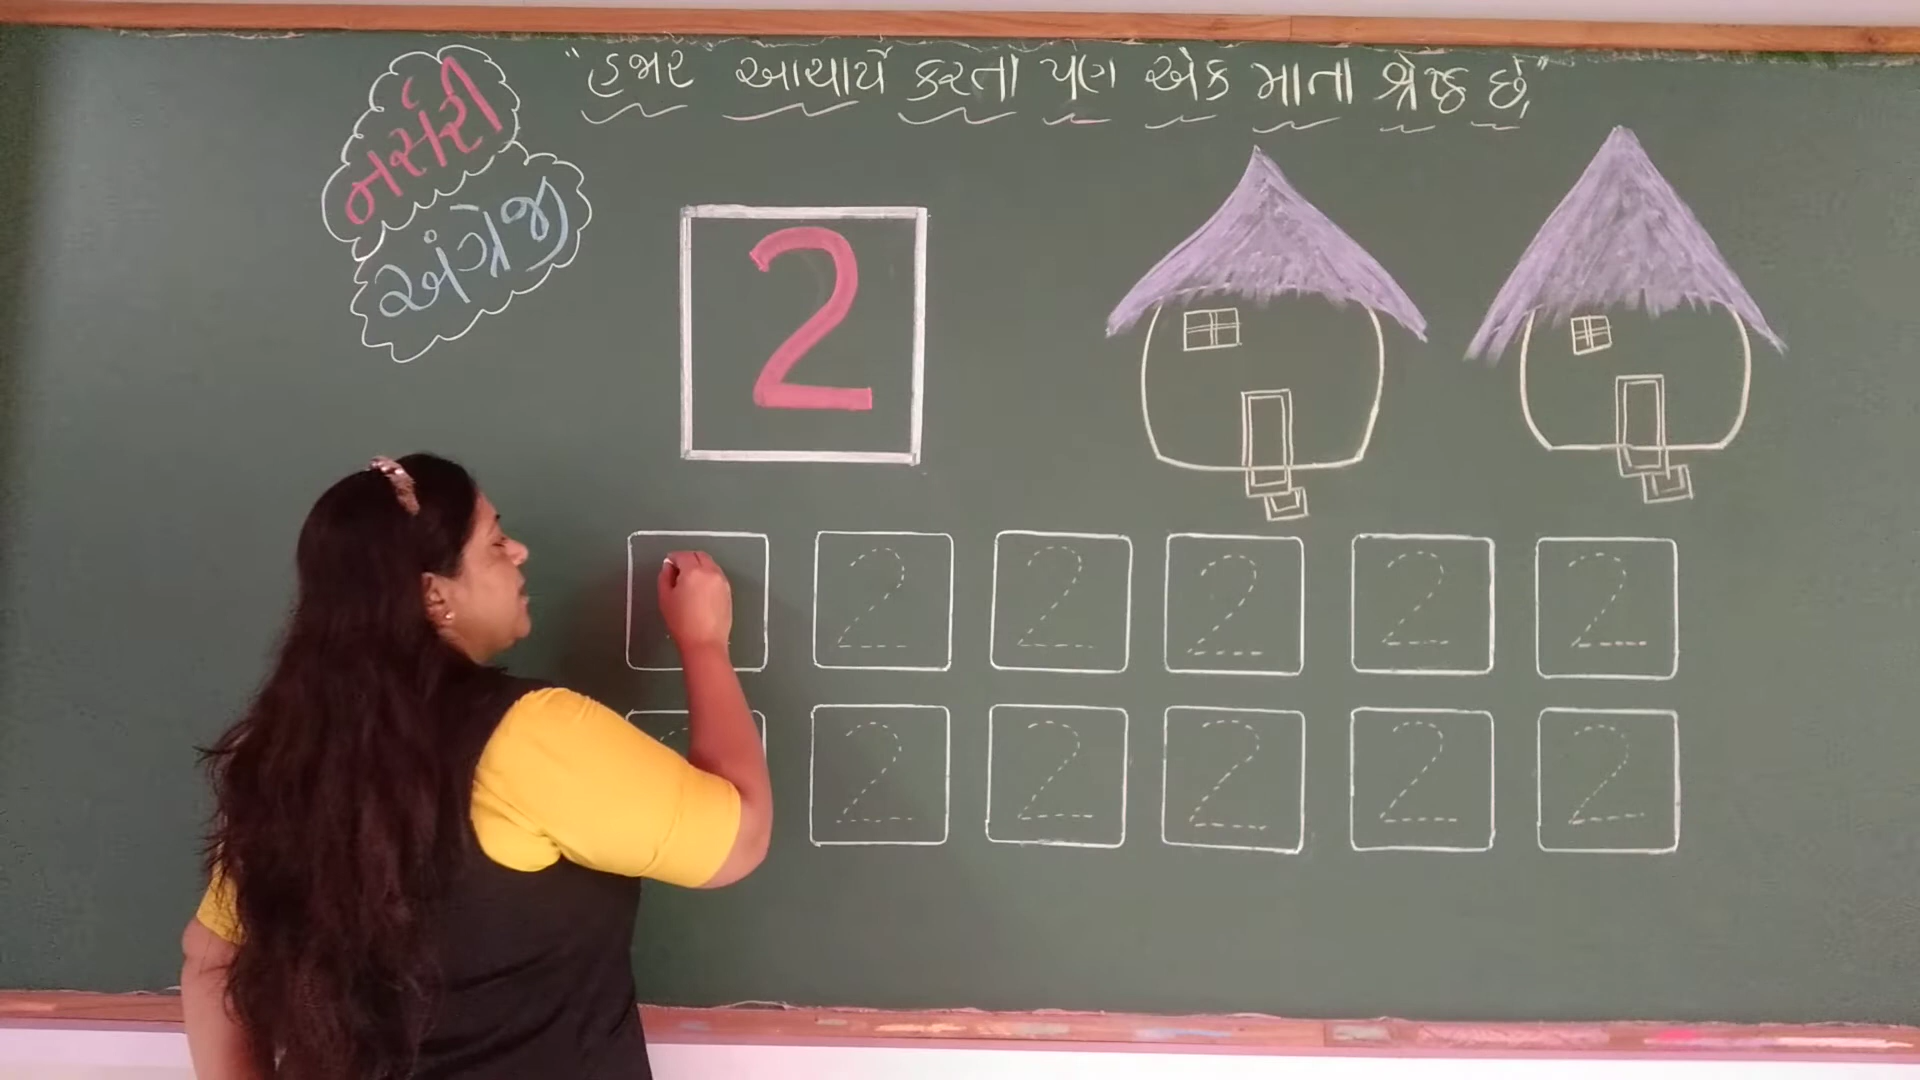 "હજાર આચાર્ય કરતાં પણ એક માતા શ્રેષ્ઠ છે."
નર્સરી
અંગ્રેજી
2
2 2 2 2 2
2 2 2 2 2